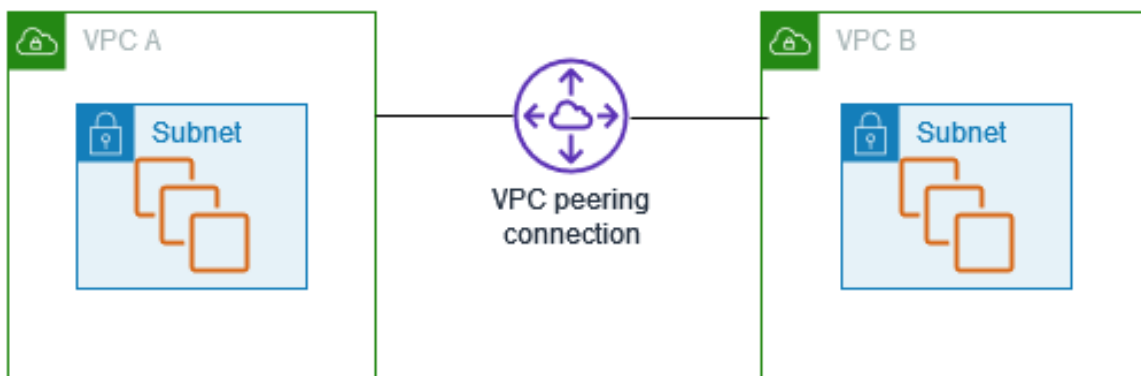 VPC A
VPC B
Subnet
VPC peering
connection
Subnet